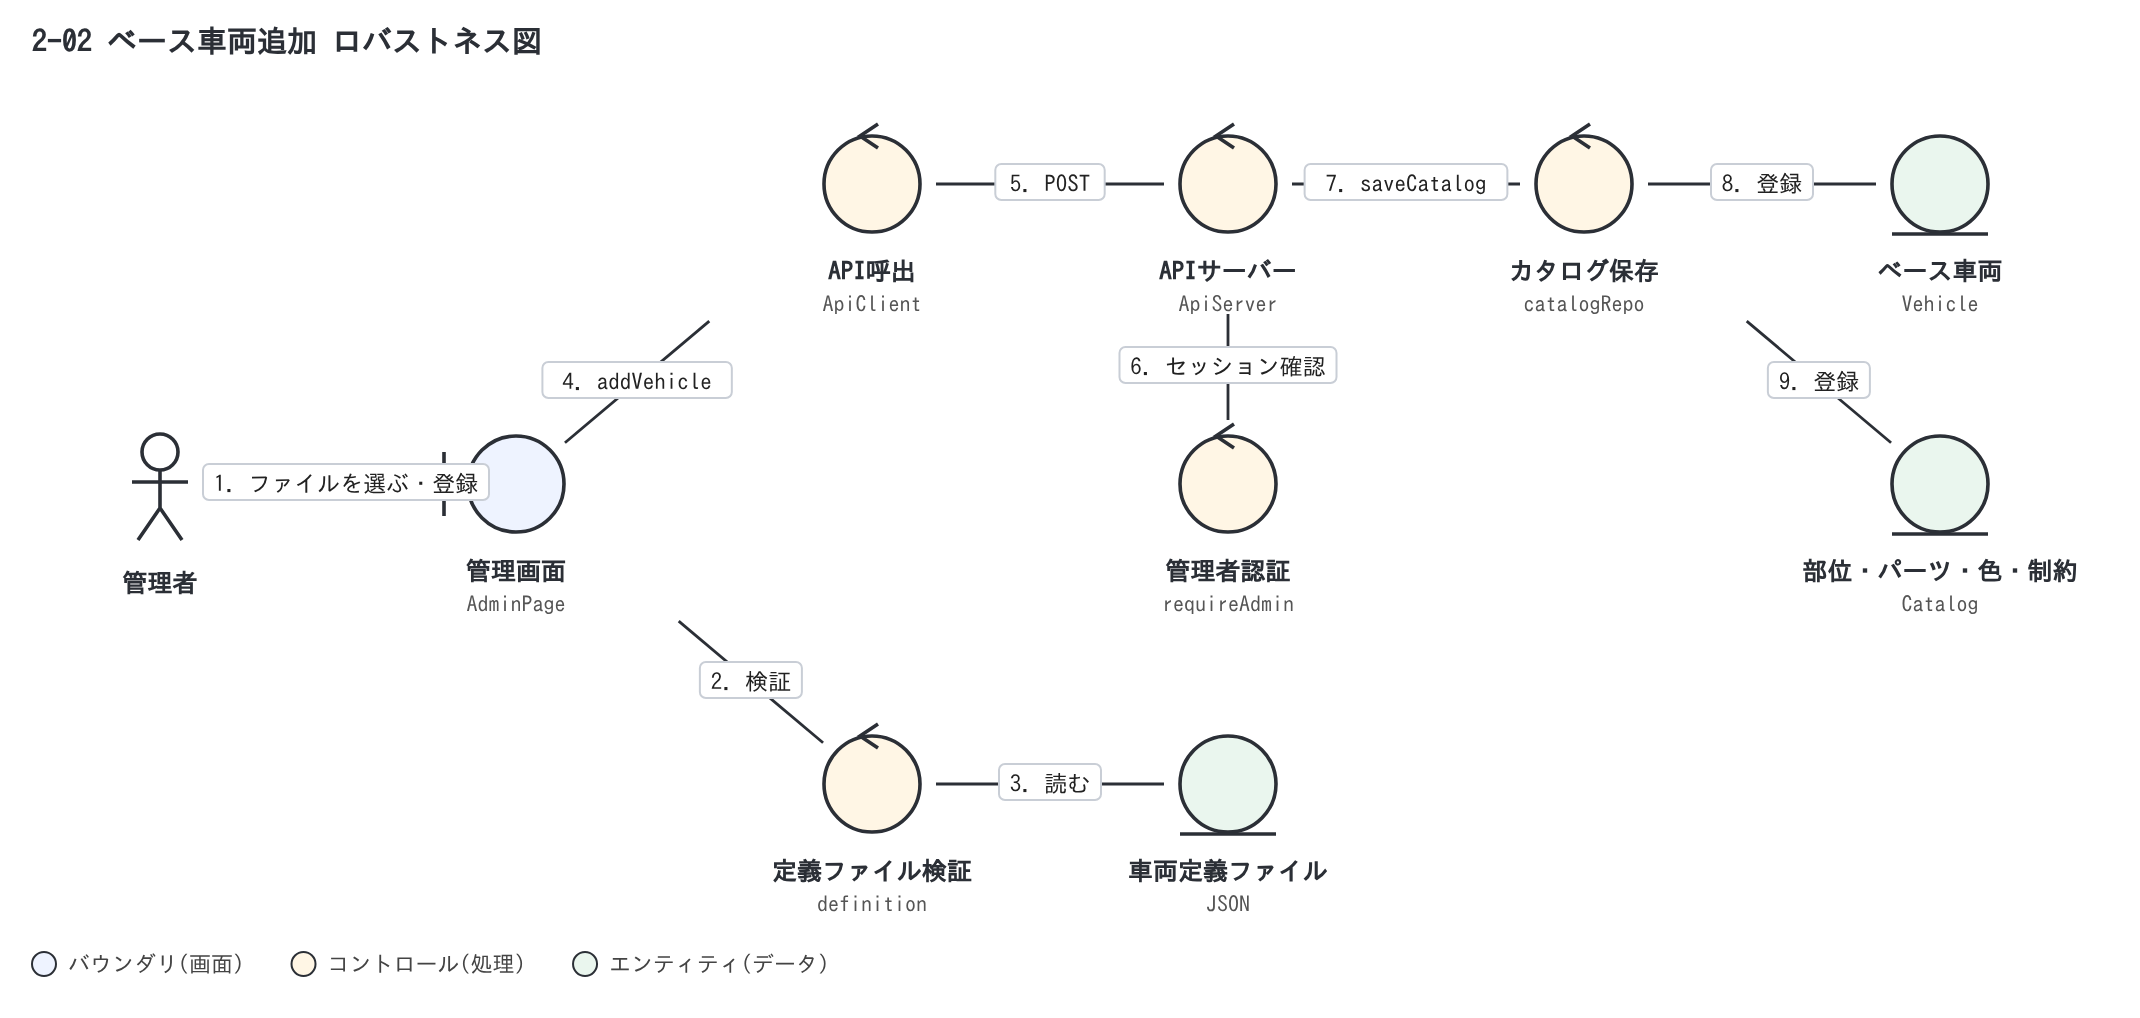 2-02 ベース車両追加 ロバストネス図
5. POST
7. saveCatalog
8. 登録
API呼出
ApiClient
APIサーバー
ApiServer
カタログ保存
catalogRepo
ベース車両
Vehicle
4. addVehicle
6. セッション確認
9. 登録
1. ファイルを選ぶ・登録
管理者
管理画面
AdminPage
管理者認証
requireAdmin
部位・パーツ・色・制約
Catalog
2. 検証
3. 読む
定義ファイル検証
definition
車両定義ファイル
JSON
バウンダリ(画面)
コントロール(処理)
エンティティ(データ)